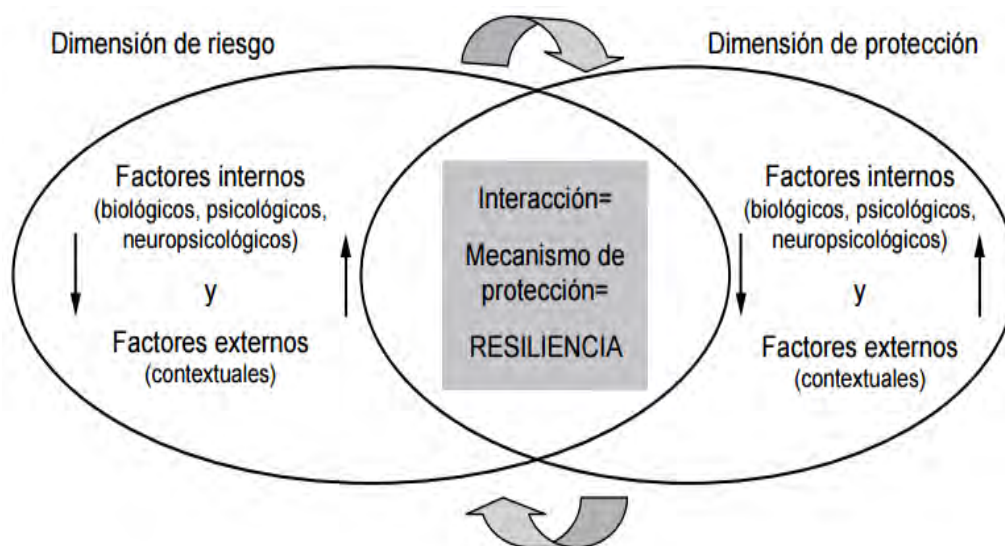 Dimensión de riesgo
Dimensión de protección
Factores internos
(biológicos, psicológicos,
neuropsicológicos)
y
Factores externos
(contextuales)
Interacción=
Mecanismo de
protección=
RESILIENCIA
Factores internos
(biológicos, psicológicos,
neuropsicológicos)
y
Factores externos
(contextuales)